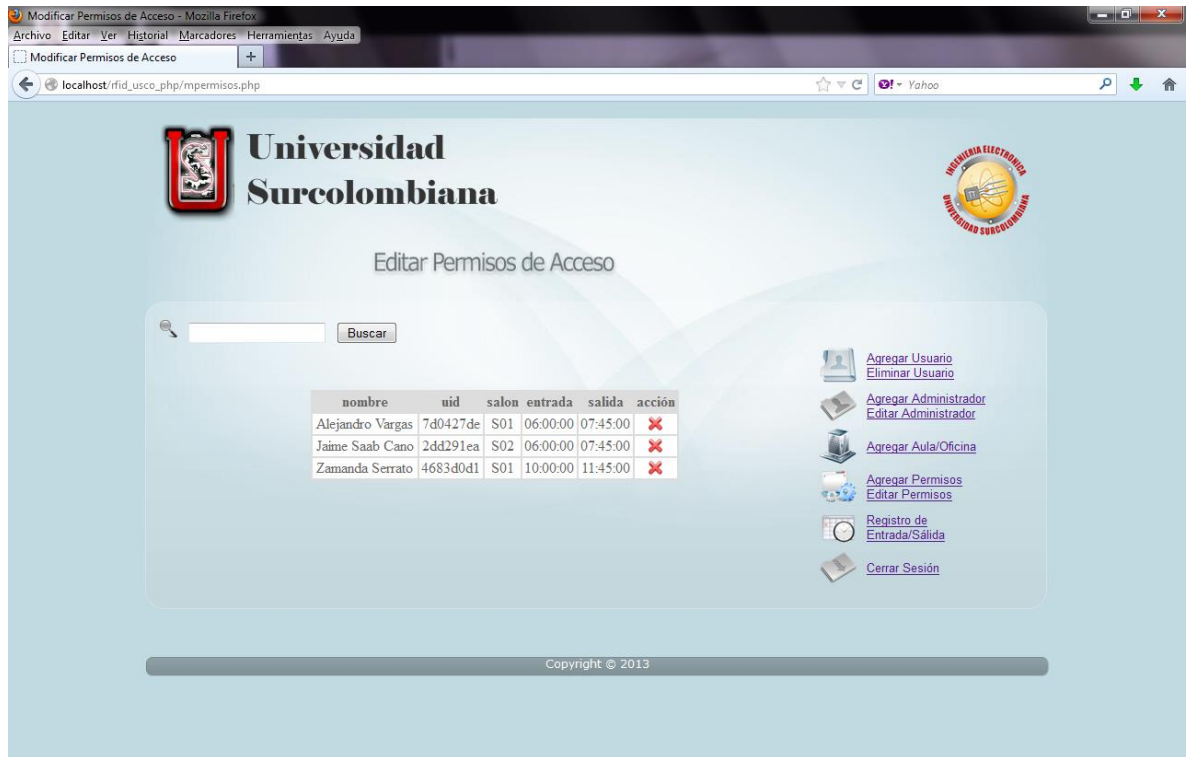 Modificar Permisos de Acceso - Mozilla Firefox
Archivo Editar Ver Historial Marcadores Herramientas Ayuda
Modificar Permisos de Acceso +
localhost/rfid_usco_php/mpermisos.php Yahoo
Universidad
Surcolombiana
INGENIERIA ELECTRONICA
UNIVERSIDAD SURCOLOMBIANA
Editar Permisos de Acceso
Buscar
nombre uid salon entrada salida acción
Alejandro Vargas 7d0427de S01 06:00:00 07:45:00
Jaime Saab Cano 2dd291ea S02 06:00:00 07:45:00
Zamanda Serrato 4683d0d1 S01 10:00:00 11:45:00
Agregar Usuario
Eliminar Usuario
Agregar Administrador
Editar Administrador
Agregar Aula/Oficina
Agregar Permisos
Editar Permisos
Registro de
Entrada/Sálida
Cerrar Sesión
Copyright © 2013